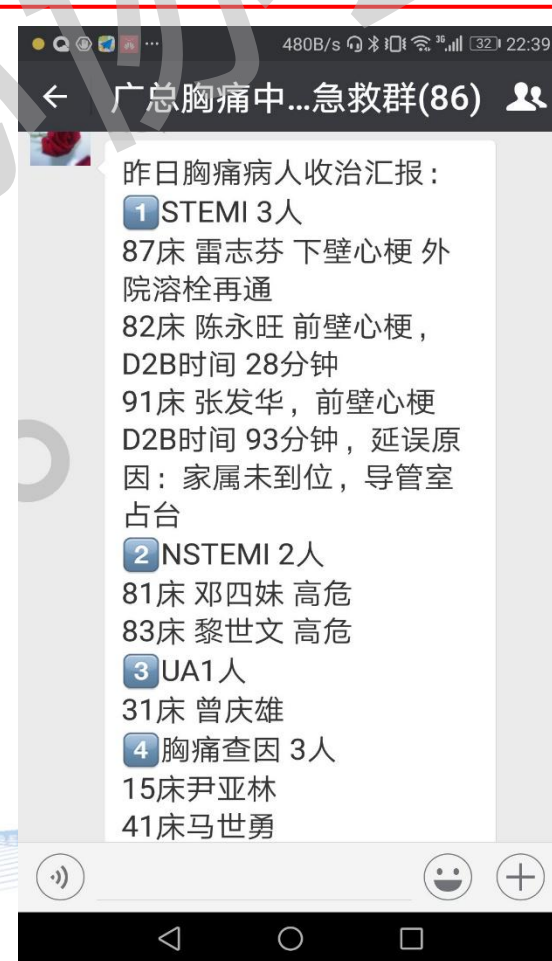 480B/s 36 32 22:39
广总胸痛中...急救群(86)
昨日胸痛病人收治汇报：
1 STEMI 3人
87床 雷志芬 下壁心梗 外
院溶栓再通
82床 陈永旺 前壁心梗，
D2B时间 28分钟
91床 张发华，前壁心梗
D2B时间 93分钟，延误原
因：家属未到位，导管室
占台
2 NSTEMI 2人
81床 邓四妹 高危
83床 黎世文 高危
3 UA1人
31床 曾庆雄
4 胸痛查因 3人
15床尹亚林
41床马世勇